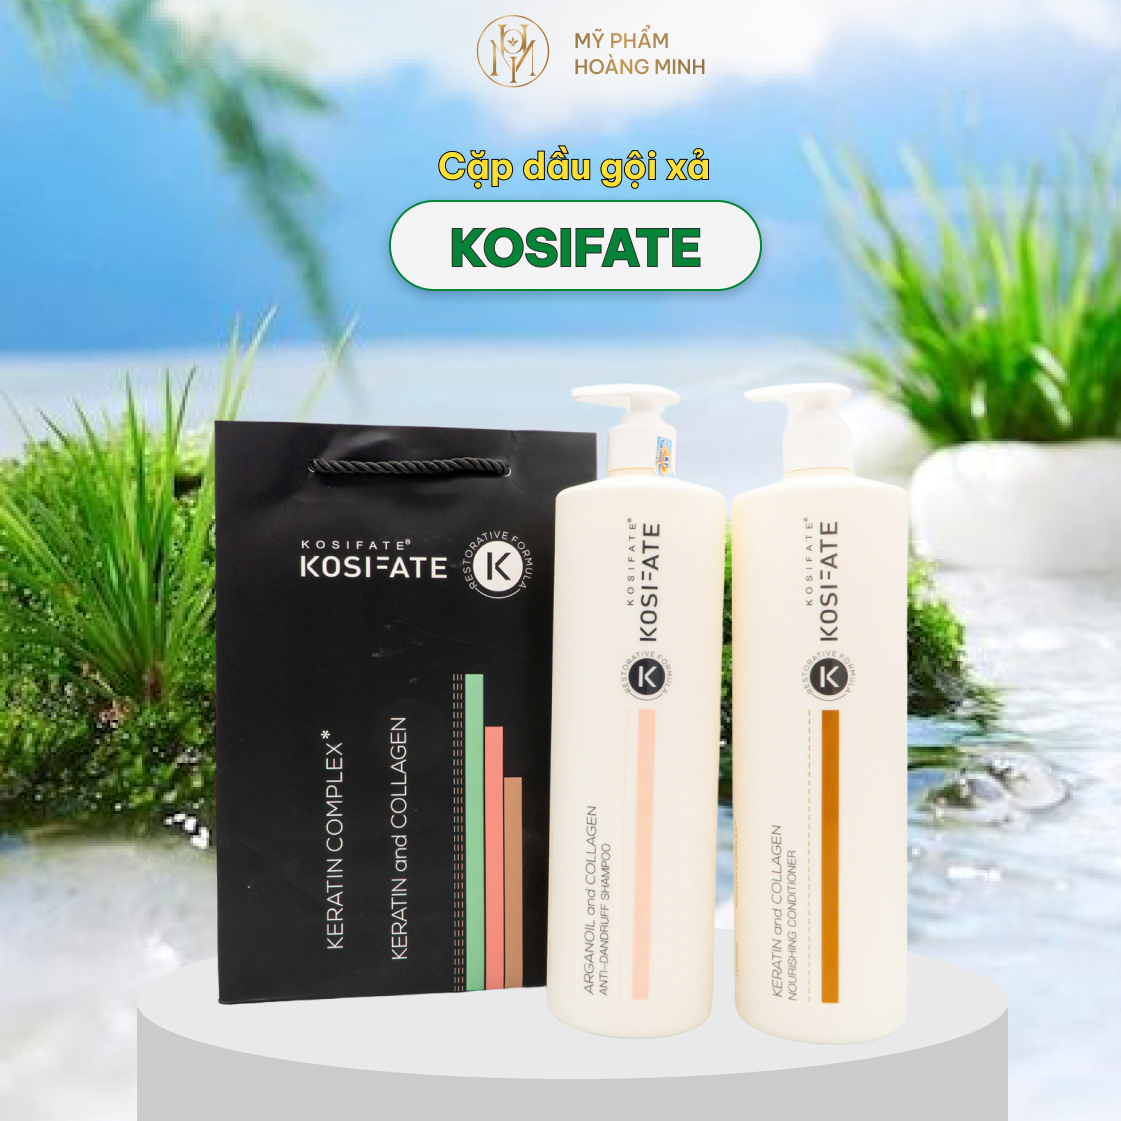 MỸ PHẨM
HOÀNG MINH
Cặp dầu gội xả
KOSIFATE
KOSIFATE®
KOSIFATE
RESTORATIVE FORMULA
K
KERATIN COMPLEX*
KERATIN and COLLAGEN
KOSIFATE®
KOSIFATE
RESTORATIVE FORMULA
K
ARGANOIL and COLLAGEN
ANTI-DANDRUFF SHAMPOO
KOSIFATE®
KOSIFATE
RESTORATIVE FORMULA
K
KERATIN and COLLAGEN
NOURISHING CONDITIONER